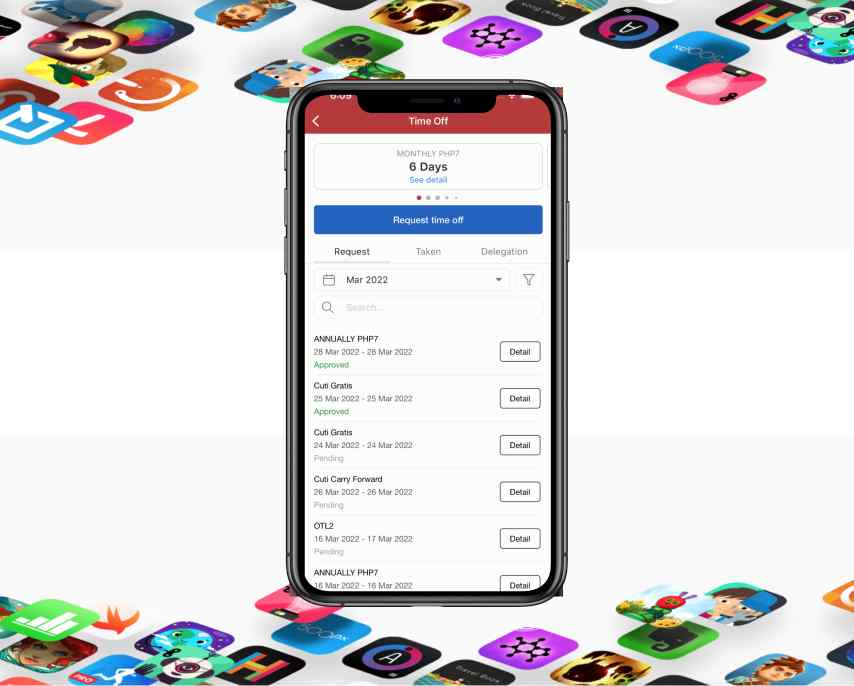 6:09
Time Off
MONTHLY PHP7
6 Days
See detail
Request time off
Request Taken Delegation
Mar 2022
Search...
ANNUALLY PHP7
28 Mar 2022 - 28 Mar 2022
Approved
Detail
Cuti Gratis
25 Mar 2022 - 25 Mar 2022
Approved
Detail
Cuti Gratis
24 Mar 2022 - 24 Mar 2022
Pending
Detail
Cuti Carry Forward
26 Mar 2022 - 26 Mar 2022
Pending
Detail
OTL2
16 Mar 2022 - 17 Mar 2022
Pending
Detail
ANNUALLY PHP7
16 Mar 2022 - 16 Mar 2022
Detail
PRO
Travel Book